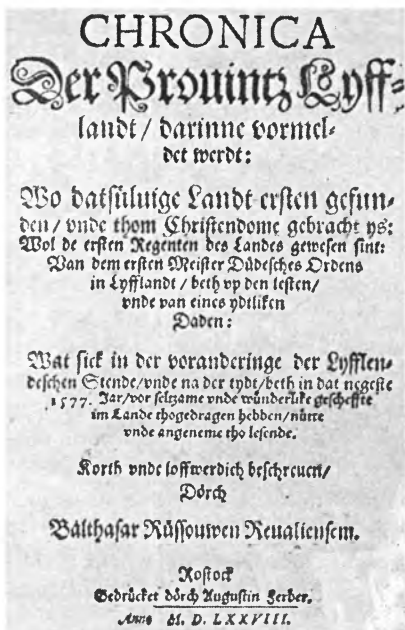 CHRONICA
Der Prouintz Lyff-
landt / darinne vormel-
det werdt:
Wo datsüluige Landt ersten gefun-
den / vnde thom Christendome gebracht ys:
Wol de ersten Regenten des Landes gewesen sint:
Van dem ersten Meister Düdesches Ordens
in Lyfflandt / beth vp den lesten /
vnde van eines ydtliken
Daden:
Wat sick in der voranderinge der Lyfflen-
deschen Stende / vnde na der tydt / beth in dat negeste
1577. Jar / vor seltzame vnde wünderlike gescheffte
im Lande thogedragen hebben / nütte
vnde angeneme tho lesende.
Korth vnde loffwerdich beschreuen /
Dörch
Balthasar Rüssouwen Reualiensem.
Rostock
Gedrücket dörch Augustin Ferber.
Anno M. D. LXXVIII.